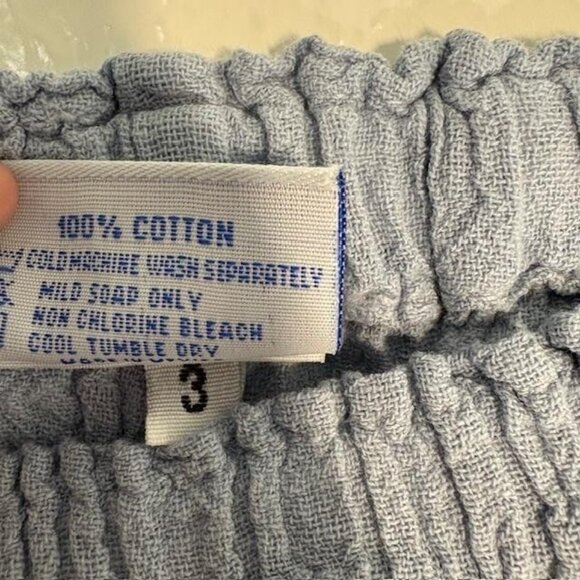 100% COTTON
COLD MACHINE WASH SEPARATELY
MILD SOAP ONLY
NON CHLORINE BLEACH
COOL TUMBLE DRY
3